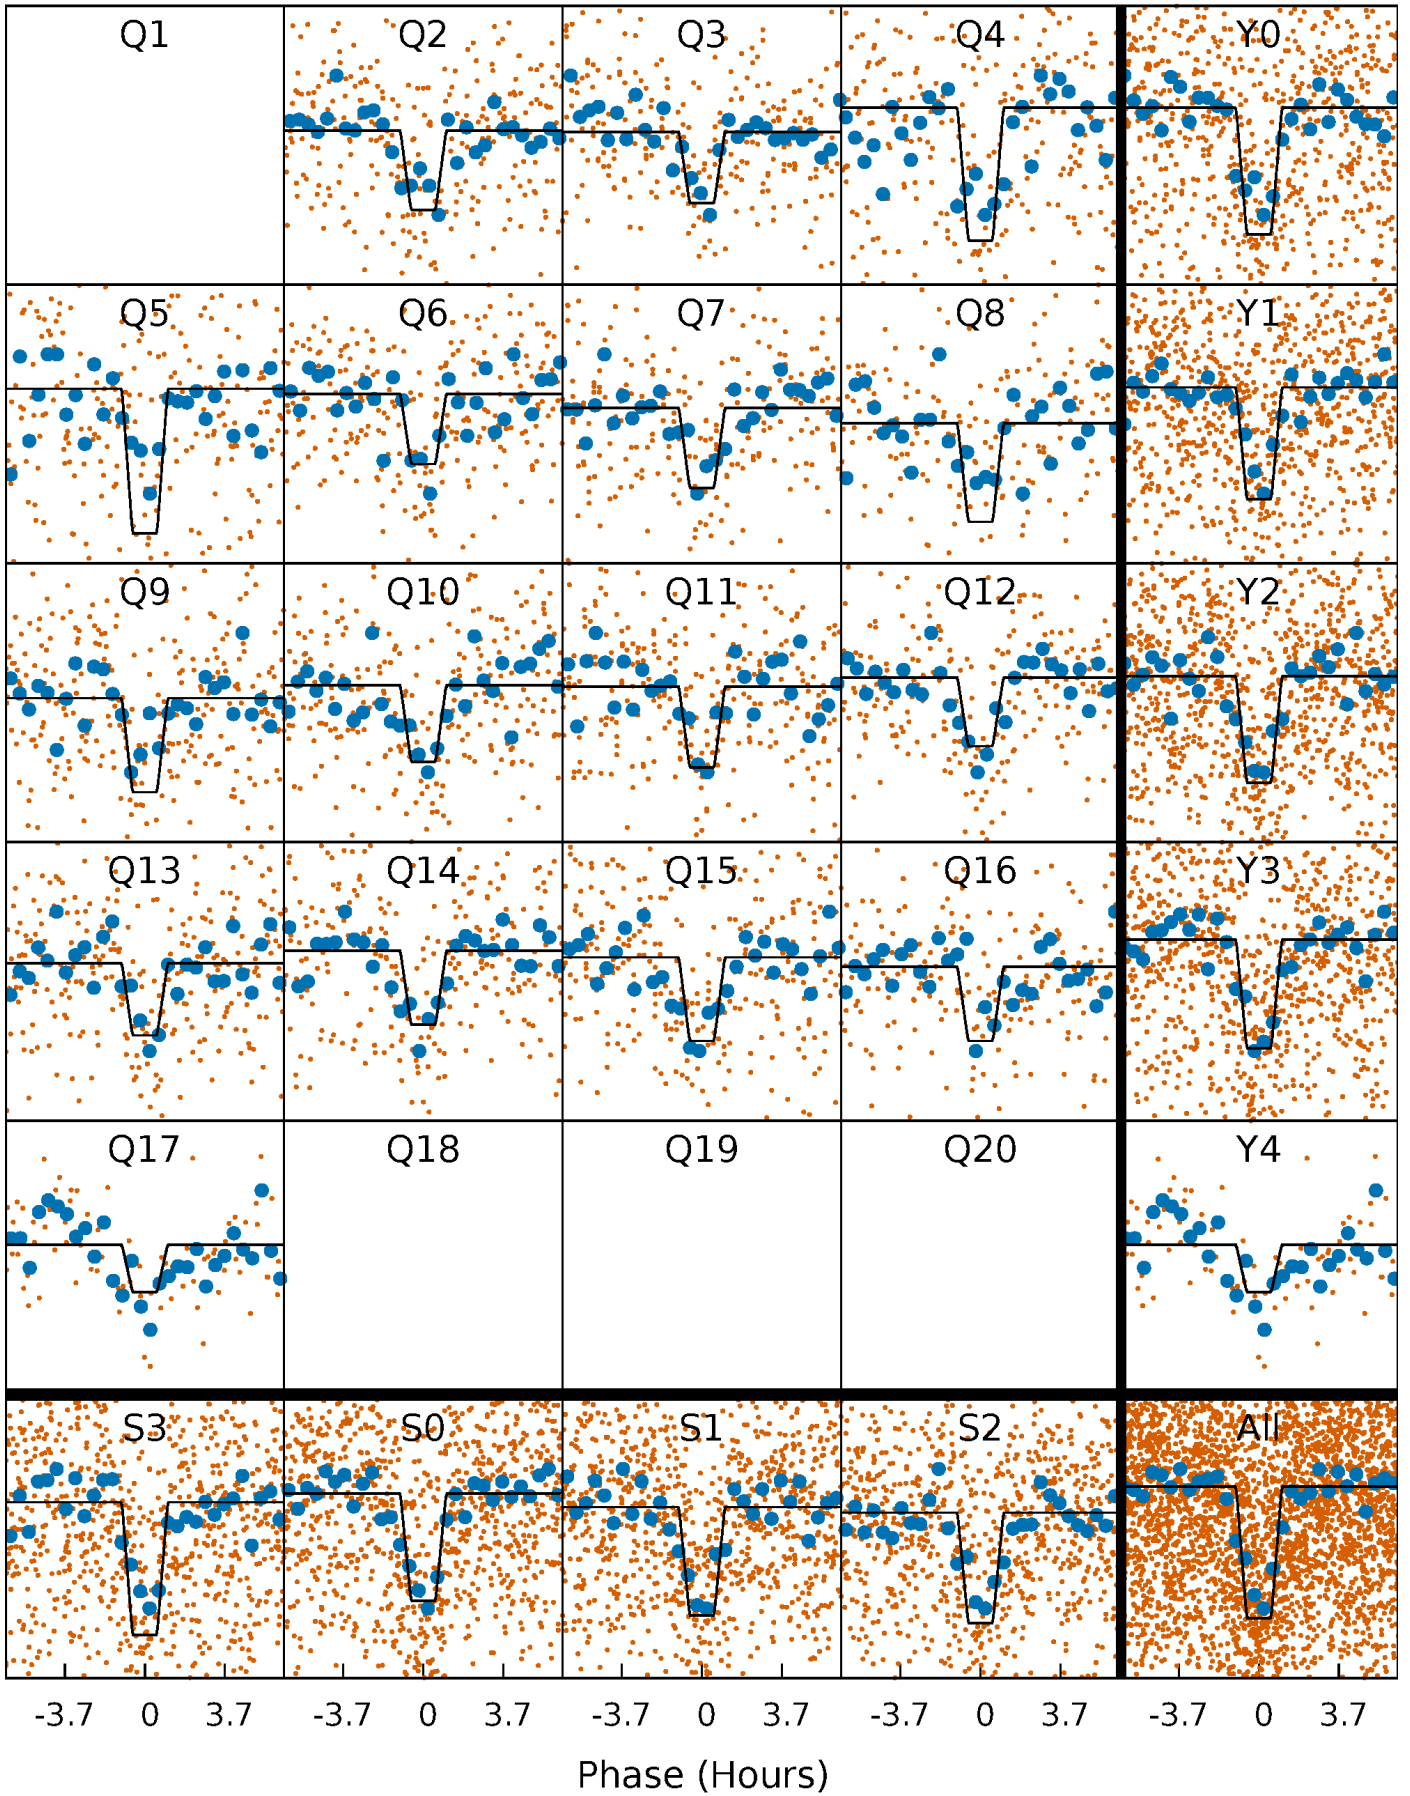 Q1 Q2 Q3 Q4 Y0
Q5 Q6 Q7 Q8 Y1
Q9 Q10 Q11 Q12 Y2
Q13 Q14 Q15 Q16 Y3
Q17 Q18 Q19 Q20 Y4
S3 S0 S1 S2 All
-3.7 0 3.7 -3.7 0 3.7 -3.7 0 3.7 -3.7 0 3.7 -3.7 0 3.7
Phase (Hours)